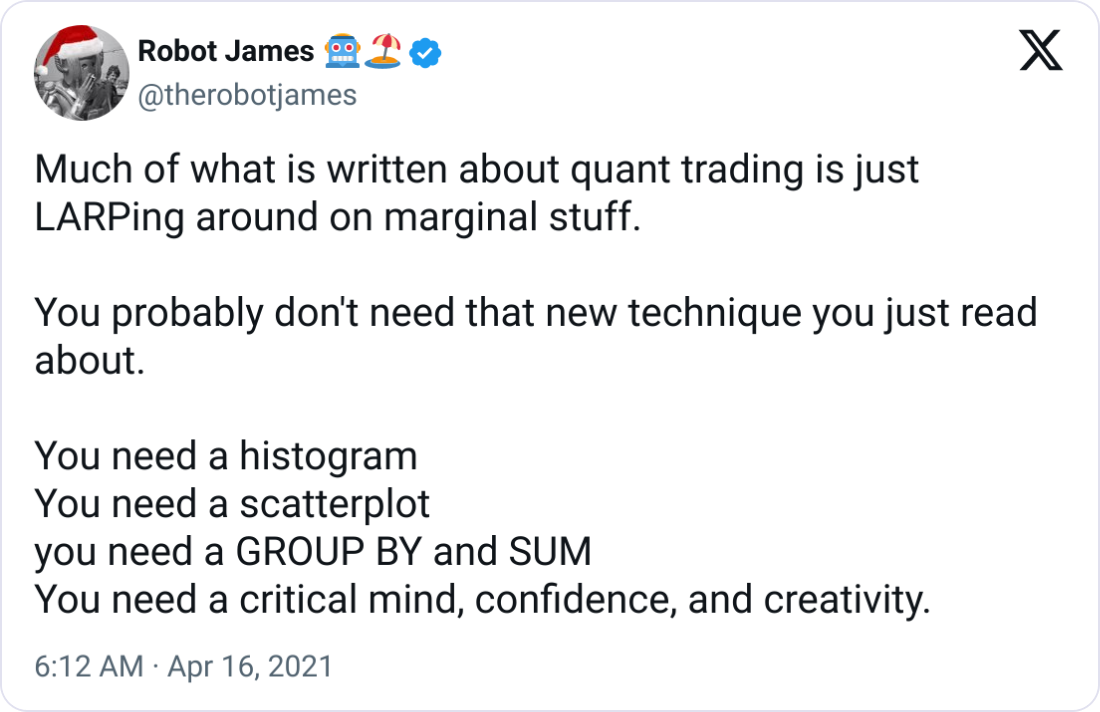 Robot James 🤖🏖️
@therobotjames
Much of what is written about quant trading is just
LARPing around on marginal stuff.
You probably don't need that new technique you just read
about.
You need a histogram
You need a scatterplot
you need a GROUP BY and SUM
You need a critical mind, confidence, and creativity.
6:12 AM · Apr 16, 2021